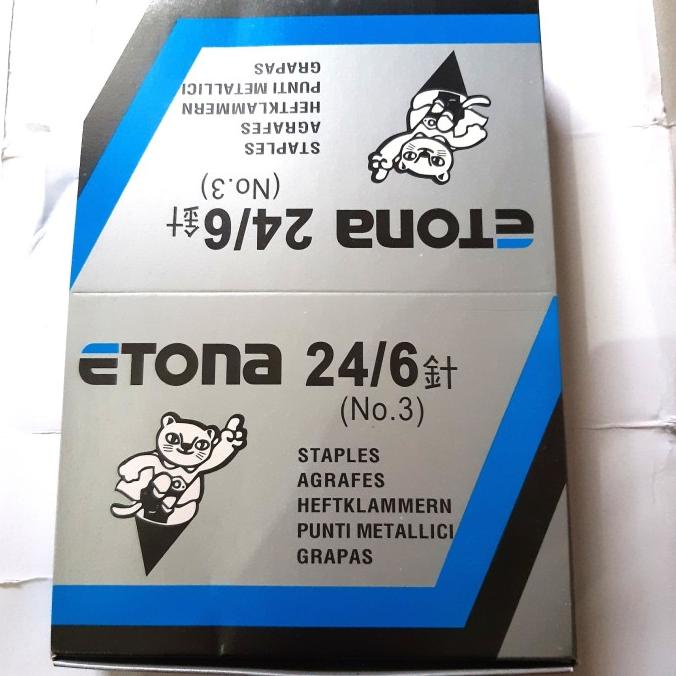 GRAPAS
PUNTI METALLICI
HEFTKLAMMERN
AGRAFES
STAPLES
(No.3)
ETONA 24/6針
ETONA 24/6針
(No.3)
STAPLES
AGRAFES
HEFTKLAMMERN
PUNTI METALLICI
GRAPAS